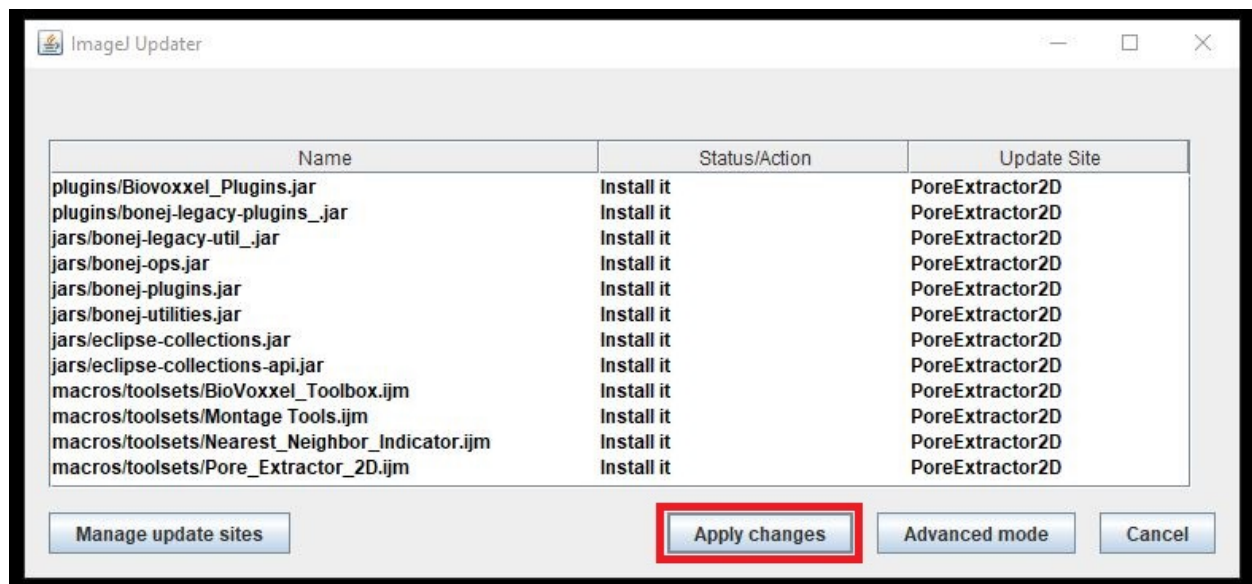 ImageJ Updater
Name Status/Action Update Site
plugins/Biovoxxel_Plugins.jar Install it PoreExtractor2D
plugins/bonej-legacy-plugins_.jar Install it PoreExtractor2D
jars/bonej-legacy-util_.jar Install it PoreExtractor2D
jars/bonej-ops.jar Install it PoreExtractor2D
jars/bonej-plugins.jar Install it PoreExtractor2D
jars/bonej-utilities.jar Install it PoreExtractor2D
jars/eclipse-collections.jar Install it PoreExtractor2D
jars/eclipse-collections-api.jar Install it PoreExtractor2D
macros/toolsets/BioVoxxel_Toolbox.ijm Install it PoreExtractor2D
macros/toolsets/Montage Tools.ijm Install it PoreExtractor2D
macros/toolsets/Nearest_Neighbor_Indicator.ijm Install it PoreExtractor2D
macros/toolsets/Pore_Extractor_2D.ijm Install it PoreExtractor2D
Manage update sites Apply changes Advanced mode Cancel